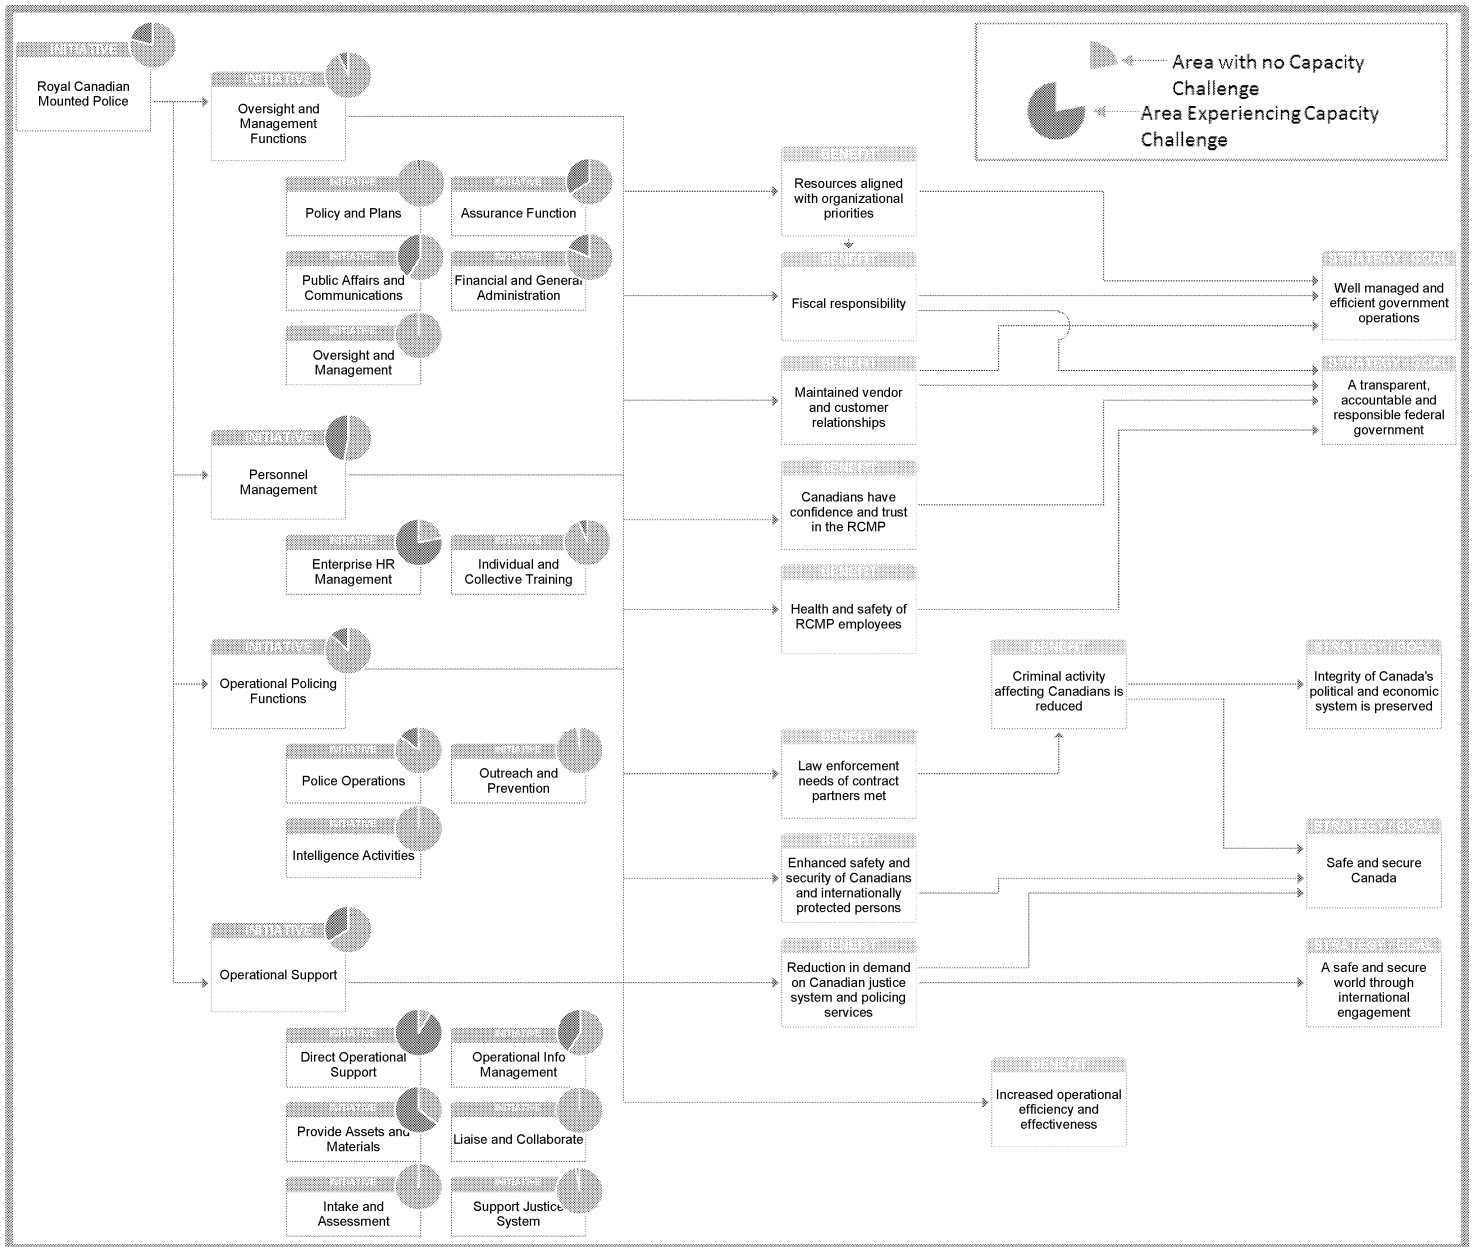 INITIATIVE
Royal Canadian
Mounted Police
INITIATIVE
Oversight and
Management
Functions
INITIATIVE
Policy and Plans
INITIATIVE
Assurance Function
INITIATIVE
Public Affairs and
Communications
INITIATIVE
Financial and General
Administration
INITIATIVE
Oversight and
Management
INITIATIVE
Personnel
Management
INITIATIVE
Enterprise HR
Management
INITIATIVE
Individual and
Collective Training
INITIATIVE
Operational Policing
Functions
INITIATIVE
Police Operations
INITIATIVE
Outreach and
Prevention
INITIATIVE
Intelligence Activities
INITIATIVE
Operational Support
INITIATIVE
Direct Operational
Support
INITIATIVE
Operational Info
Management
INITIATIVE
Provide Assets and
Materials
INITIATIVE
Liaise and Collaborate
INITIATIVE
Intake and
Assessment
INITIATIVE
Support Justice
System
BENEFIT
Resources aligned
with organizational
priorities
BENEFIT
Fiscal responsibility
BENEFIT
Maintained vendor
and customer
relationships
BENEFIT
Canadians have
confidence and trust
in the RCMP
BENEFIT
Health and safety of
RCMP employees
BENEFIT
Criminal activity
affecting Canadians is
reduced
BENEFIT
Law enforcement
needs of contract
partners met
BENEFIT
Enhanced safety and
security of Canadians
and internationally
protected persons
BENEFIT
Reduction in demand
on Canadian justice
system and policing
services
BENEFIT
Increased operational
efficiency and
effectiveness
Area with no Capacity
Challenge
Area Experiencing Capacity
Challenge
STRATEGY / GOAL
Well managed and
efficient government
operations
STRATEGY / GOAL
A transparent,
accountable and
responsible federal
government
STRATEGY / GOAL
Integrity of Canada's
political and economic
system is preserved
STRATEGY / GOAL
Safe and secure
Canada
STRATEGY / GOAL
A safe and secure
world through
international
engagement